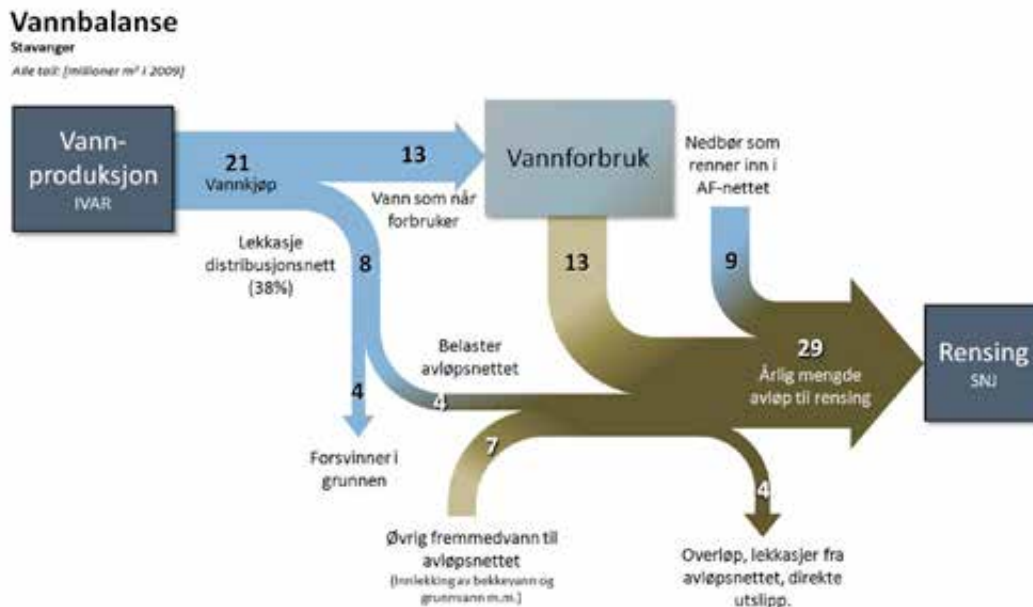 Vannbalanse
Stavanger
Alle tall: [millioner m³ i 2009]
Vann-
produksjon
IVAR
21
Vannkjøp
13
Vann som når
forbruker
Vannforbruk
Nedbør som
renner inn i
AF-nettet
Lekkasje
distribusjonsnett
(38%)
8
13
9
Belaster
avløpsnettet
29
Årlig mengde
avløp til rensing
Rensing
SNJ
4
4
Forsvinner i
grunnen
7
4
Øvrig fremmedvann til
avløpsnettet
(Innlekking av bekkevann og
grunnvann m.m.)
Overløp, lekkasjer fra
avløpsnettet, direkte
utslipp.